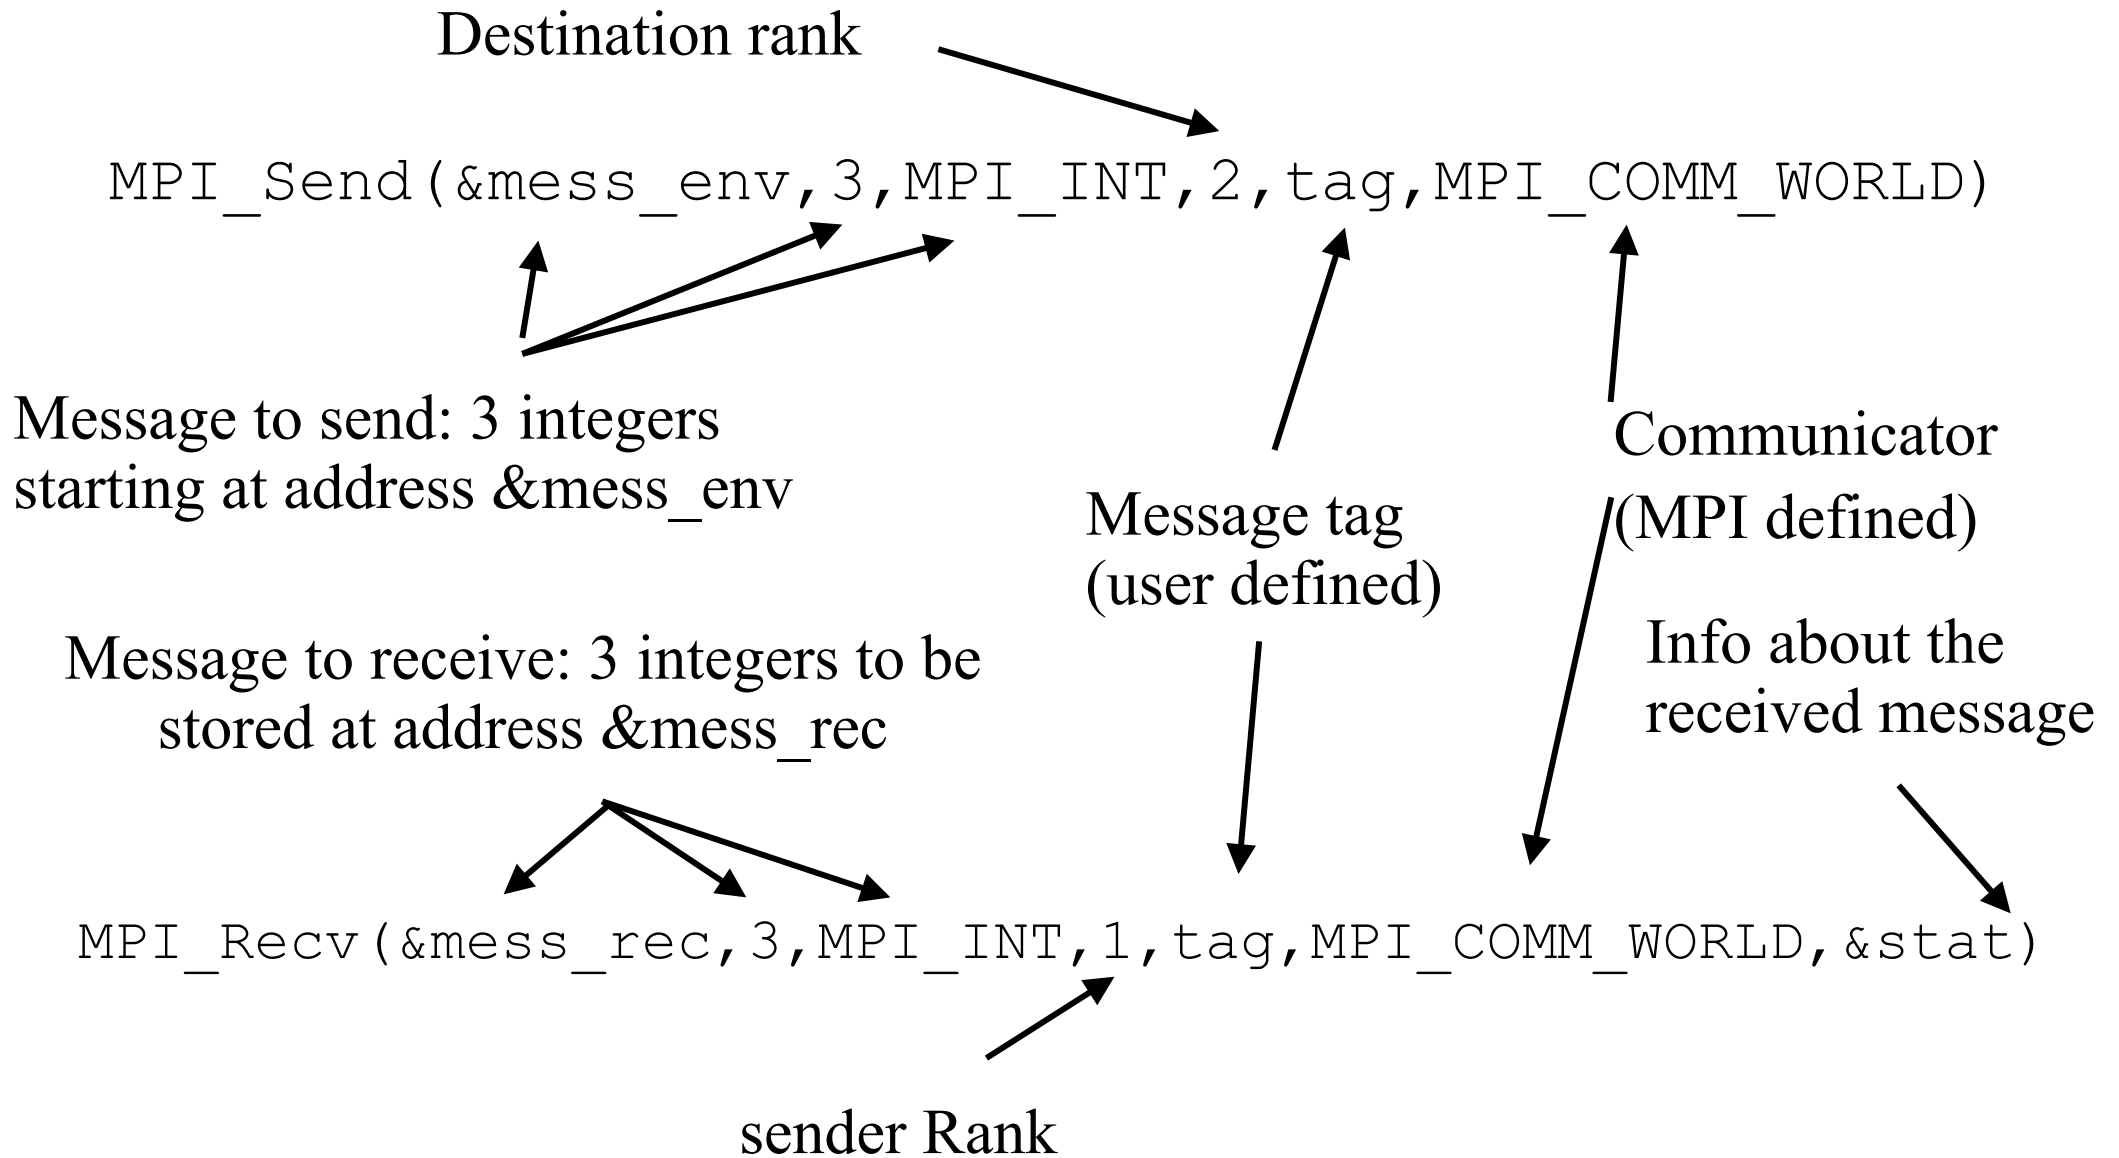 Destination rank
MPI_Send(&mess_env,3,MPI_INT,2,tag,MPI_COMM_WORLD)
Message to send: 3 integers
starting at address &mess_env
Message tag
(user defined)
Communicator
(MPI defined)
Message to receive: 3 integers to be
stored at address &mess_rec
Info about the
received message
MPI_Recv(&mess_rec,3,MPI_INT,1,tag,MPI_COMM_WORLD,&stat)
sender Rank